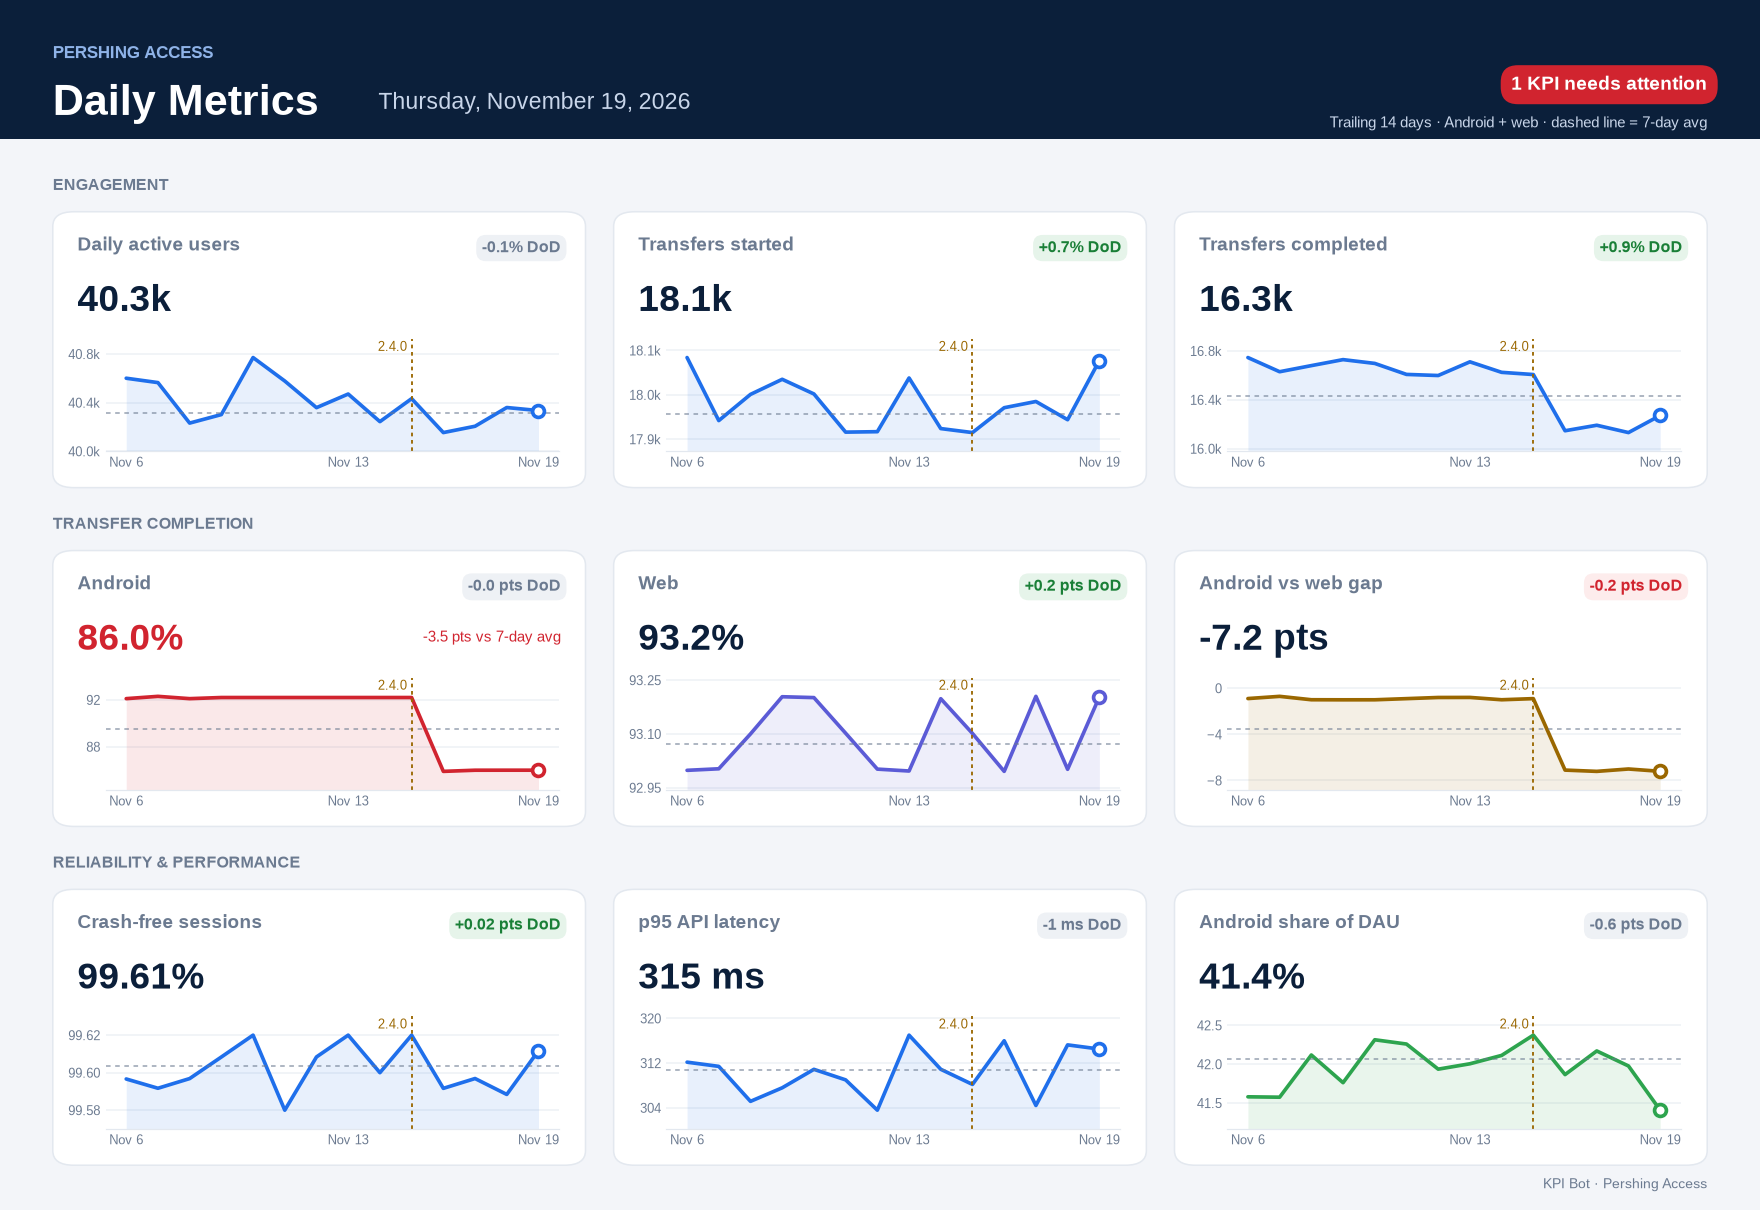 PERSHING ACCESS
Daily Metrics
Thursday, November 19, 2026
1 KPI needs attention
Trailing 14 days · Android + web · dashed line = 7-day avg
ENGAGEMENT
Daily active users
-0.1% DoD
40.3k
2.4.0
40.8k
40.4k
40.0k
Nov 6
Nov 13
Nov 19
Transfers started
+0.7% DoD
18.1k
2.4.0
18.1k
18.0k
17.9k
Nov 6
Nov 13
Nov 19
Transfers completed
+0.9% DoD
16.3k
2.4.0
16.8k
16.4k
16.0k
Nov 6
Nov 13
Nov 19
TRANSFER COMPLETION
Android
-0.0 pts DoD
86.0%
-3.5 pts vs 7-day avg
2.4.0
92
88
Nov 6
Nov 13
Nov 19
Web
+0.2 pts DoD
93.2%
93.25
2.4.0
93.10
92.95
Nov 6
Nov 13
Nov 19
Android vs web gap
-0.2 pts DoD
-7.2 pts
2.4.0
0
−4
−8
Nov 6
Nov 13
Nov 19
RELIABILITY & PERFORMANCE
Crash-free sessions
+0.02 pts DoD
99.61%
2.4.0
99.62
99.60
99.58
Nov 6
Nov 13
Nov 19
p95 API latency
-1 ms DoD
315 ms
320
2.4.0
312
304
Nov 6
Nov 13
Nov 19
Android share of DAU
-0.6 pts DoD
41.4%
2.4.0
42.5
42.0
41.5
Nov 6
Nov 13
Nov 19
KPI Bot · Pershing Access